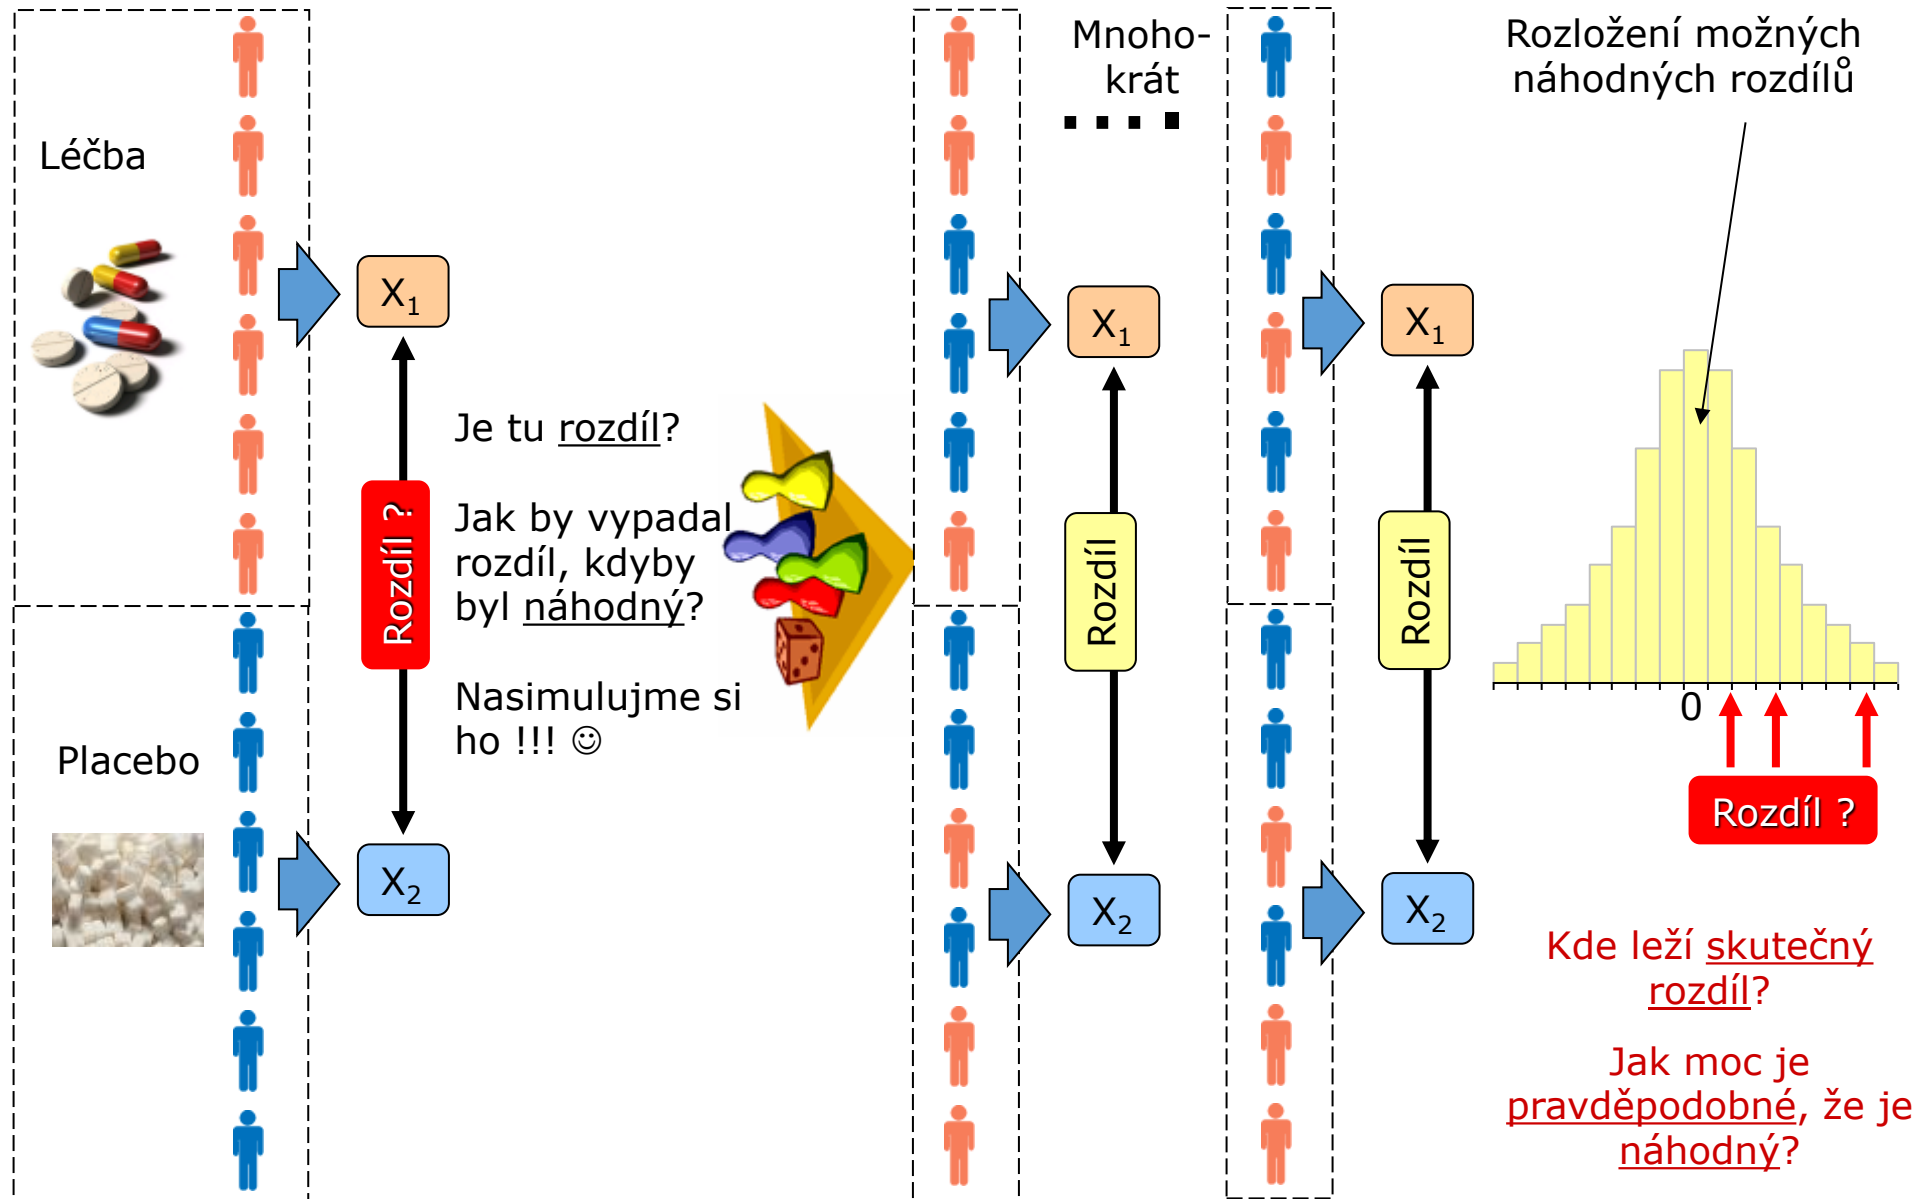 Léčba
X1
Rozdíl ?
X2
Placebo
Je tu rozdíl?
Jak by vypadal
rozdíl, kdyby
byl náhodný?
Nasimulujme si
ho !!! ☺
X1
Rozdíl
X2
Mnoho-
krát
X1
Rozdíl
X2
Rozložení možných
náhodných rozdílů
0
Rozdíl ?
Kde leží skutečný
rozdíl?
Jak moc je
pravděpodobné, že je
náhodný?